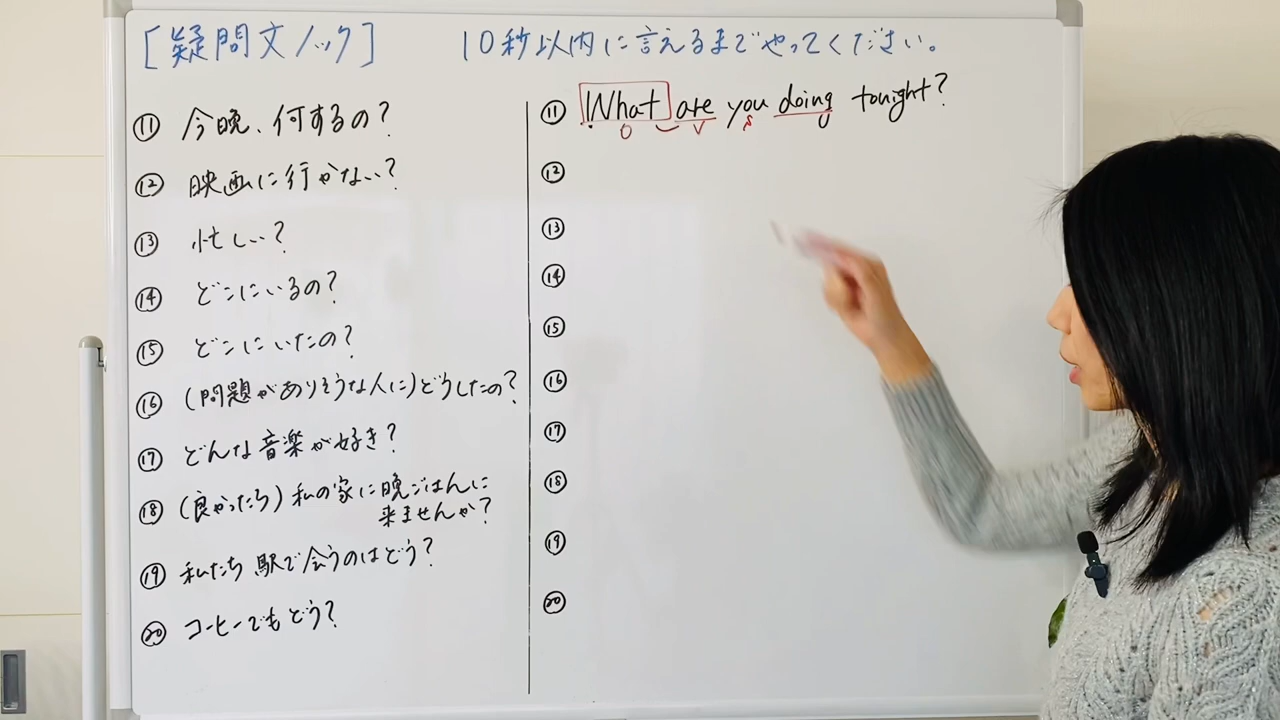 [疑問文ノック] 10秒以内に言えるまでやってください。
⑪ 今晩、何するの?
⑫ 映画に行かない?
⑬ 忙しい?
⑭ どこにいるの?
⑮ どこにいたの?
⑯ (問題がありそうな人に)どうしたの?
⑰ どんな音楽が好き?
⑱ (良かったら)私の家に晩ごはんに
来ませんか?
⑲ 私たち駅で会うのはどう?
⑳ コーヒーでもどう?
⑪ What are you doing tonight?
O V S
⑫
⑬
⑭
⑮
⑯
⑰
⑱
⑲
⑳